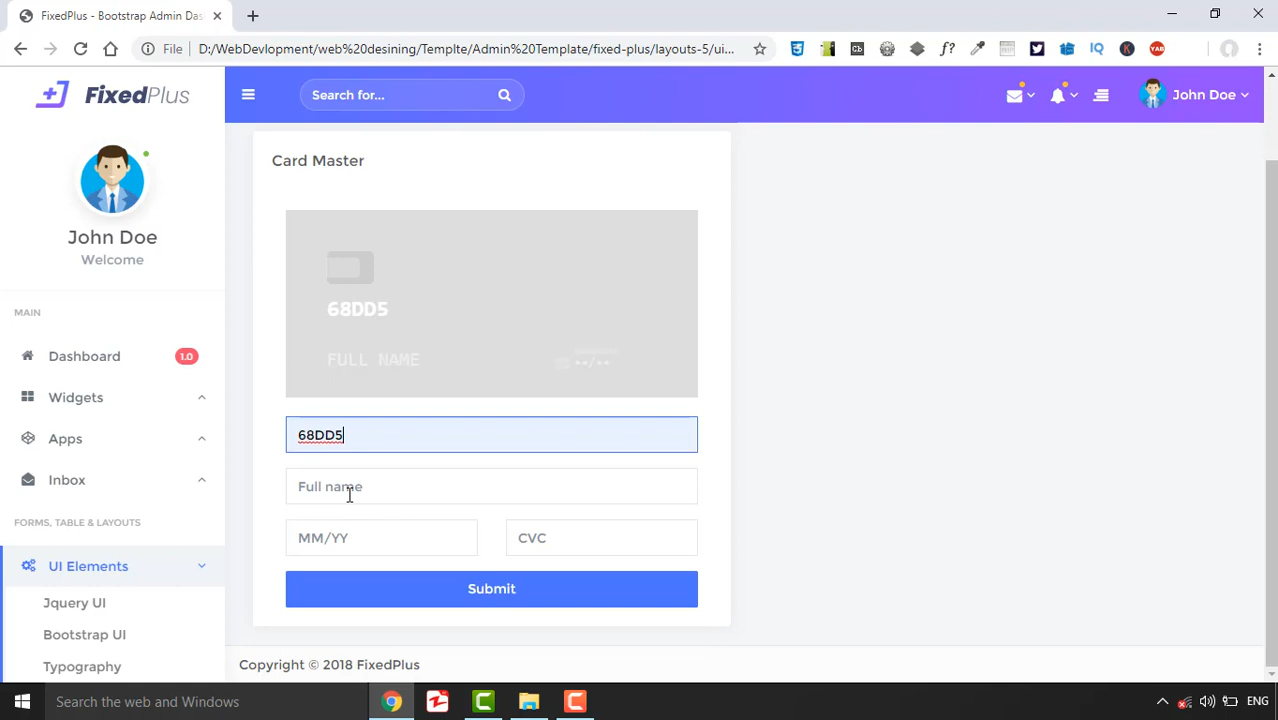 FixedPlus - Bootstrap Admin Das
File
D:/WebDevlopment/web%20desining/Templte/Admin%20Template/fixed-plus/layouts-5/ui...
FixedPlus
Search for...
John Doe
John Doe
Welcome
MAIN
Dashboard 1.0
Widgets
Apps
Inbox
FORMS, TABLE & LAYOUTS
UI Elements
Jquery UI
Bootstrap UI
Typography
Card Master
68DD5
FULL NAME ••/••
68DD5
Full name
MM/YY CVC
Submit
Copyright © 2018 FixedPlus
Search the web and Windows
ENG